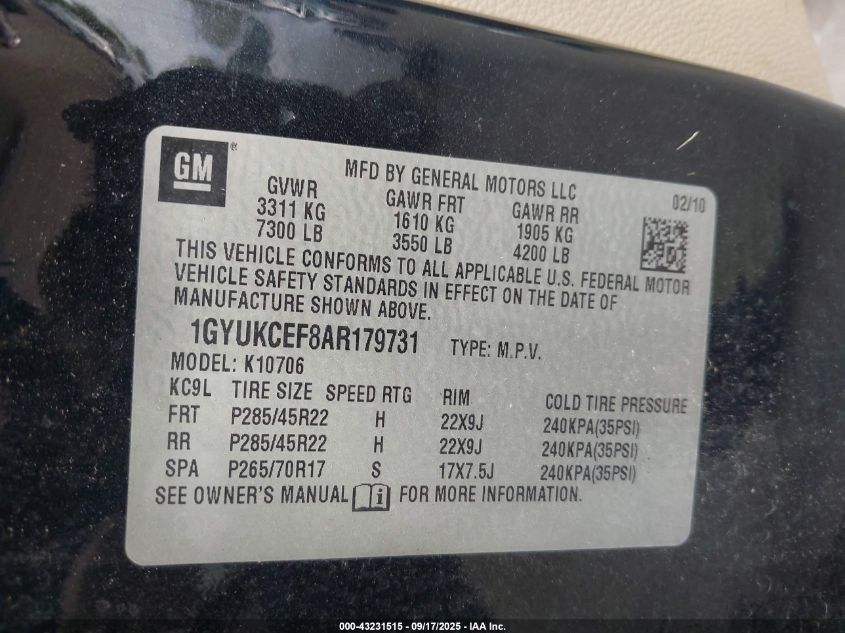 GM®
MFD BY GENERAL MOTORS LLC
02/10
GVWR GAWR FRT GAWR RR
3311 KG 1610 KG 1905 KG
7300 LB 3550 LB 4200 LB
THIS VEHICLE CONFORMS TO ALL APPLICABLE U.S. FEDERAL MOTOR
VEHICLE SAFETY STANDARDS IN EFFECT ON THE DATE OF
MANUFACTURE SHOWN ABOVE.
1GYUKCEF8AR179731 TYPE: M.P.V.
MODEL: K10706
KC9L TIRE SIZE SPEED RTG RIM COLD TIRE PRESSURE
FRT P285/45R22 H 22X9J 240KPA(35PSI)
RR P285/45R22 H 22X9J 240KPA(35PSI)
SPA P265/70R17 S 17X7.5J 240KPA(35PSI)
SEE OWNER'S MANUAL i FOR MORE INFORMATION.
000-43231515 - 09/17/2025 - IAA Inc.